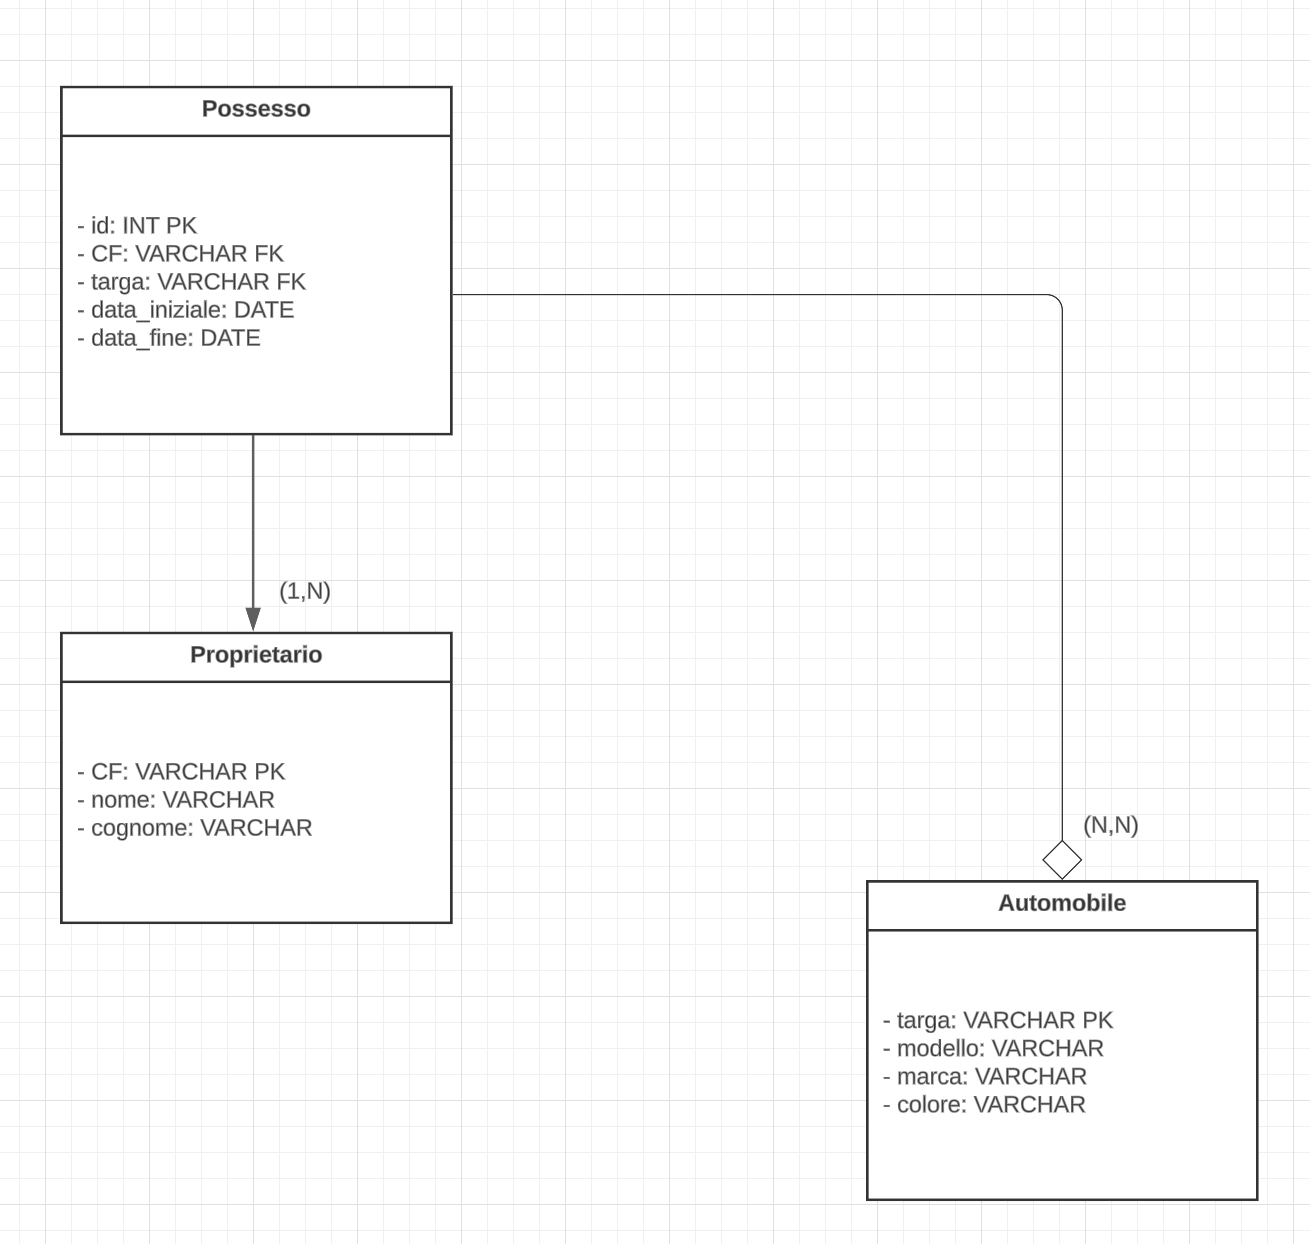 Possesso
- id: INT PK
- CF: VARCHAR FK
- targa: VARCHAR FK
- data_iniziale: DATE
- data_fine: DATE
(1,N)
Proprietario
- CF: VARCHAR PK
- nome: VARCHAR
- cognome: VARCHAR
(N,N)
Automobile
- targa: VARCHAR PK
- modello: VARCHAR
- marca: VARCHAR
- colore: VARCHAR